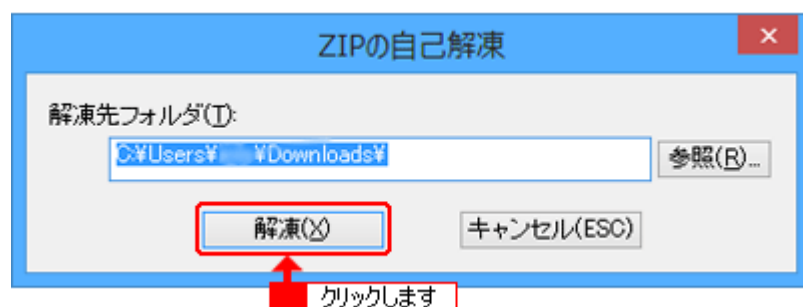 ZIPの自己解凍
解凍先フォルダ(T):
C:¥Users¥ ¥Downloads¥
参照(R)...
解凍(X)
キャンセル(ESC)
クリックします